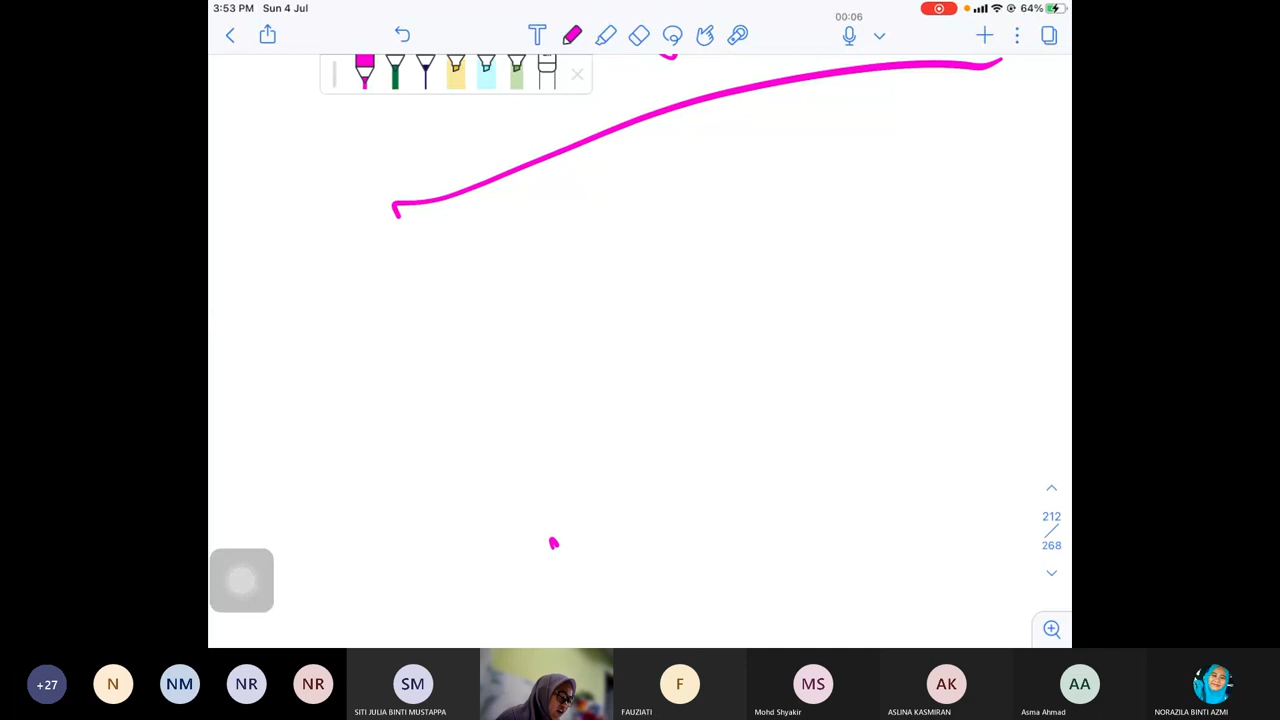 3:53 PM Sun 4 Jul
64%
00:06
T
212
268
+27
N
NM
NR
NR
SM
SITI JULIA BINTI MUSTAPPA
F
FAUZIATI
MS
Mohd Shyakir
AK
ASLINA KASMIRAN
AA
Asma Ahmad
NORAZILA BINTI AZMI